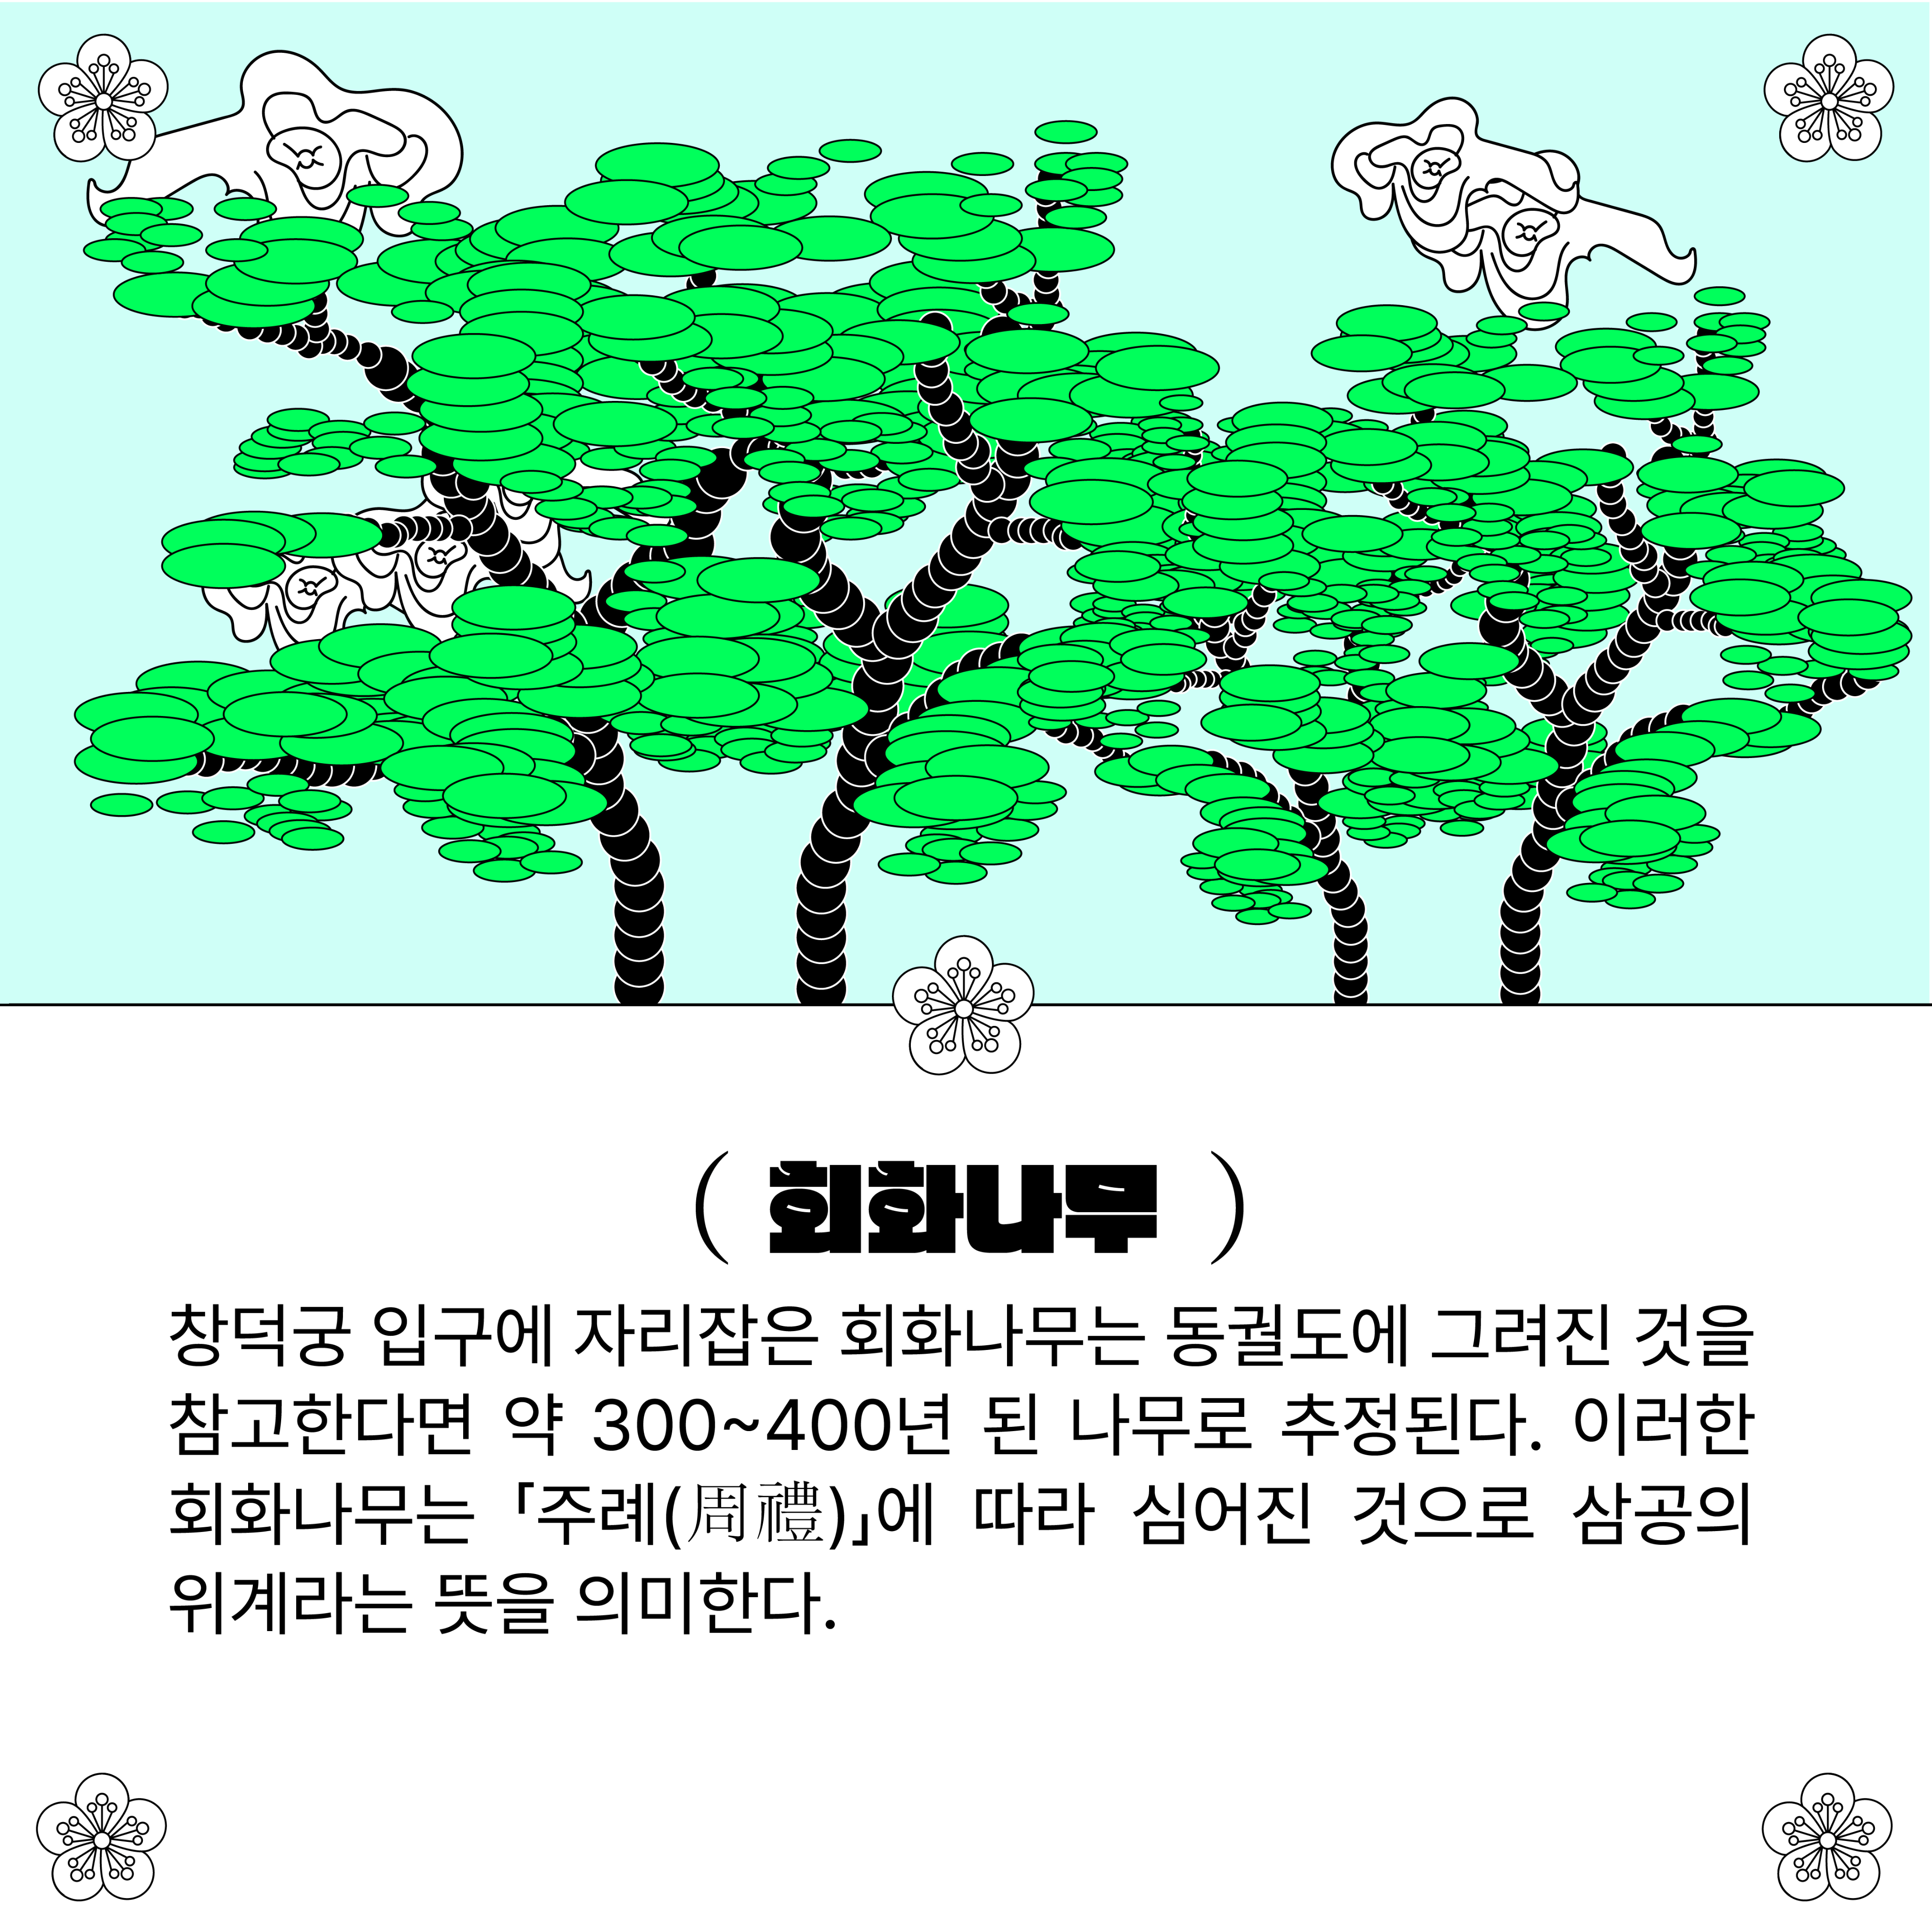 ( 회화나무 )
창덕궁 입구에 자리잡은 회화나무는 동궐도에 그려진 것을
참고한다면 약 300~400년 된 나무로 추정된다. 이러한
회화나무는 「주례(周禮)」에 따라 심어진 것으로 삼공의
위계라는 뜻을 의미한다.